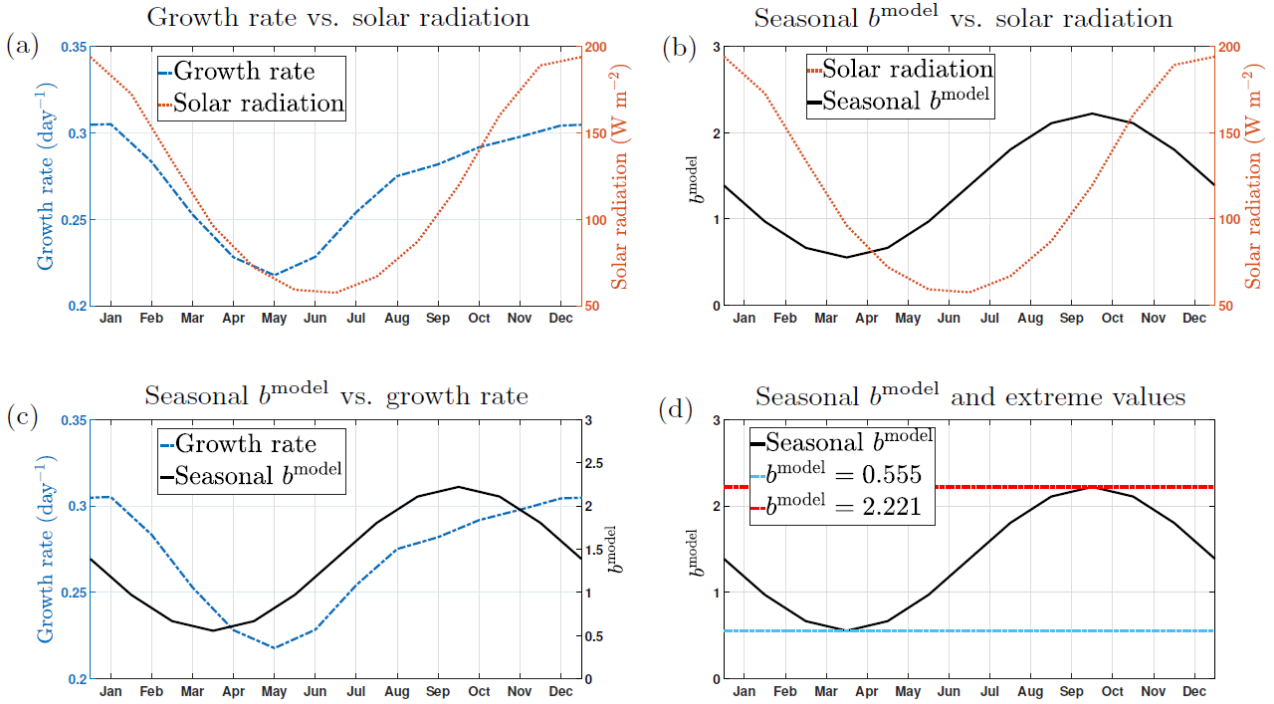 Growth rate vs. solar radiation
(a)
0.35
0.3
0.25
0.2
Growth rate (day⁻¹)
Growth rate
Solar radiation
200
150
100
50
Solar radiation (W m⁻²)
Jan Feb Mar Apr May Jun Jul Aug Sep Oct Nov Dec
Seasonal b^model vs. solar radiation
(b)
3
2
1
0
b^model
Solar radiation
Seasonal b^model
200
150
100
50
Solar radiation (W m⁻²)
Jan Feb Mar Apr May Jun Jul Aug Sep Oct Nov Dec
Seasonal b^model vs. growth rate
(c)
0.35
0.3
0.25
0.2
Growth rate (day⁻¹)
Growth rate
Seasonal b^model
3
2.5
2
1.5
1
0.5
0
b^model
Jan Feb Mar Apr May Jun Jul Aug Sep Oct Nov Dec
Seasonal b^model and extreme values
(d)
3
2
1
0
b^model
Seasonal b^model
b^model = 0.555
b^model = 2.221
Jan Feb Mar Apr May Jun Jul Aug Sep Oct Nov Dec